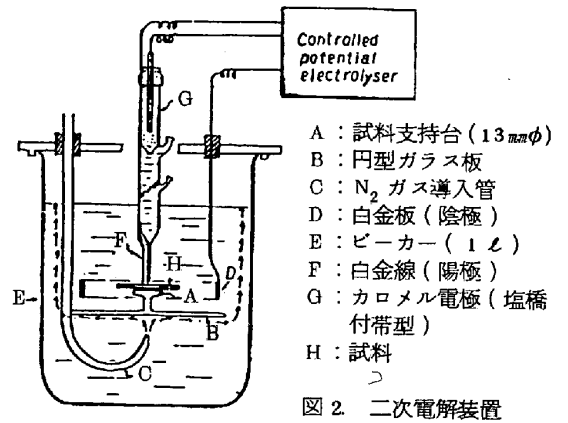 Controlled
potential
electrolyser
G
F
H
D
E
A
B
C
A：試料支持台(13㎜φ)
B：円型ガラス板
C：N₂ガス導入管
D：白金板(陰極)
E：ビーカー(1ℓ)
F：白金線(陽極)
G：カロメル電極(塩橋
付帯型)
H：試料
図2. 二次電解装置